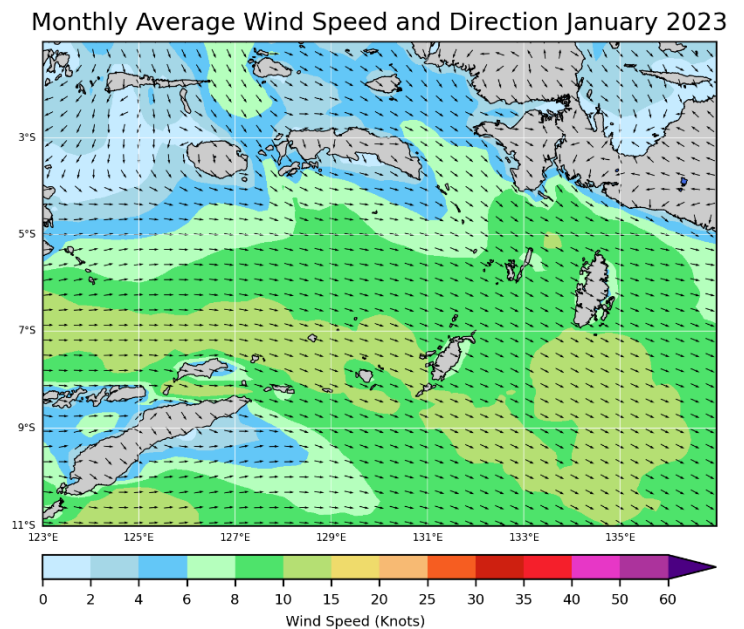 Monthly Average Wind Speed and Direction January 2023
3°S
5°S
7°S
9°S
11°S
123°E 125°E 127°E 129°E 131°E 133°E 135°E
0 2 4 6 8 10 15 20 25 30 35 40 50 60
Wind Speed (Knots)